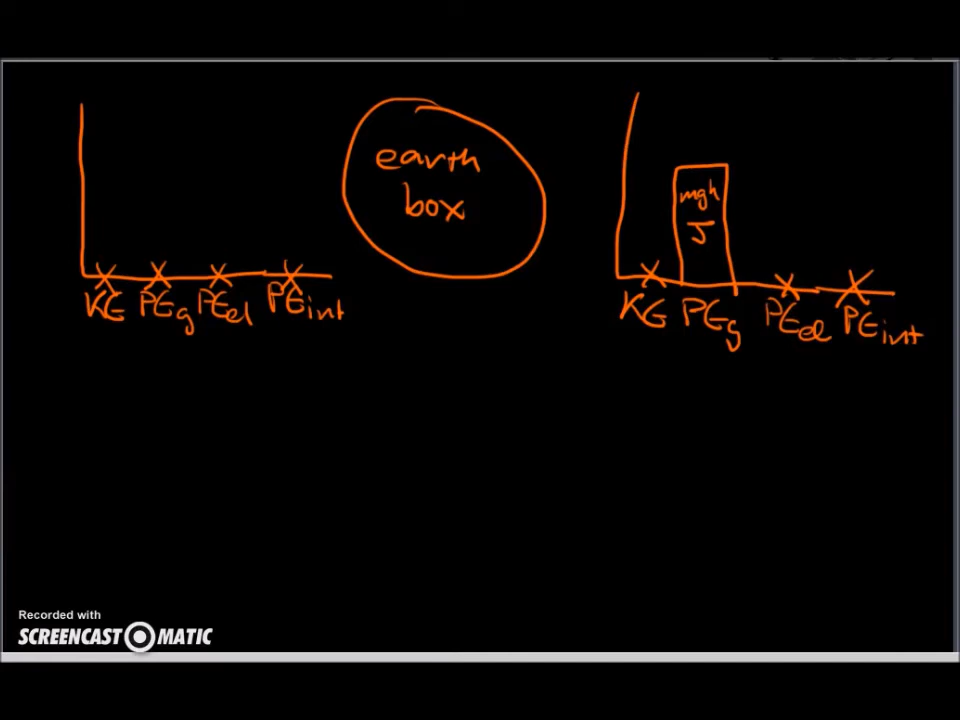 earth
box
mgh
J
KE PEg PEel PEint
KE PEg PEel PEint
Recorded with
SCREENCAST MATIC